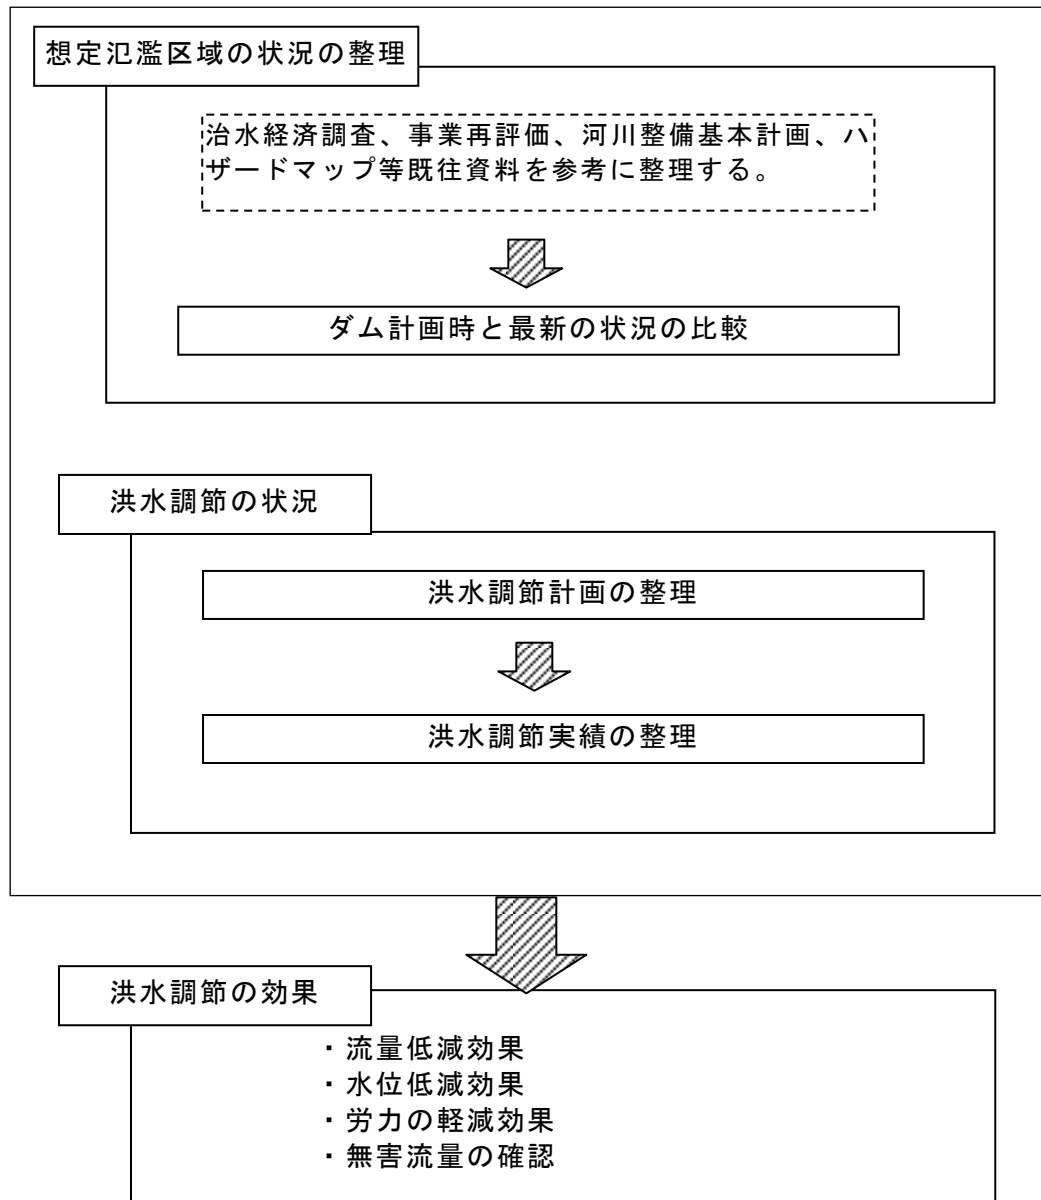 想定氾濫区域の状況の整理
治水経済調査、事業再評価、河川整備基本計画、ハ
ザードマップ等既往資料を参考に整理する。
ダム計画時と最新の状況の比較
洪水調節の状況
洪水調節計画の整理
洪水調節実績の整理
洪水調節の効果
・流量低減効果
・水位低減効果
・労力の軽減効果
・無害流量の確認